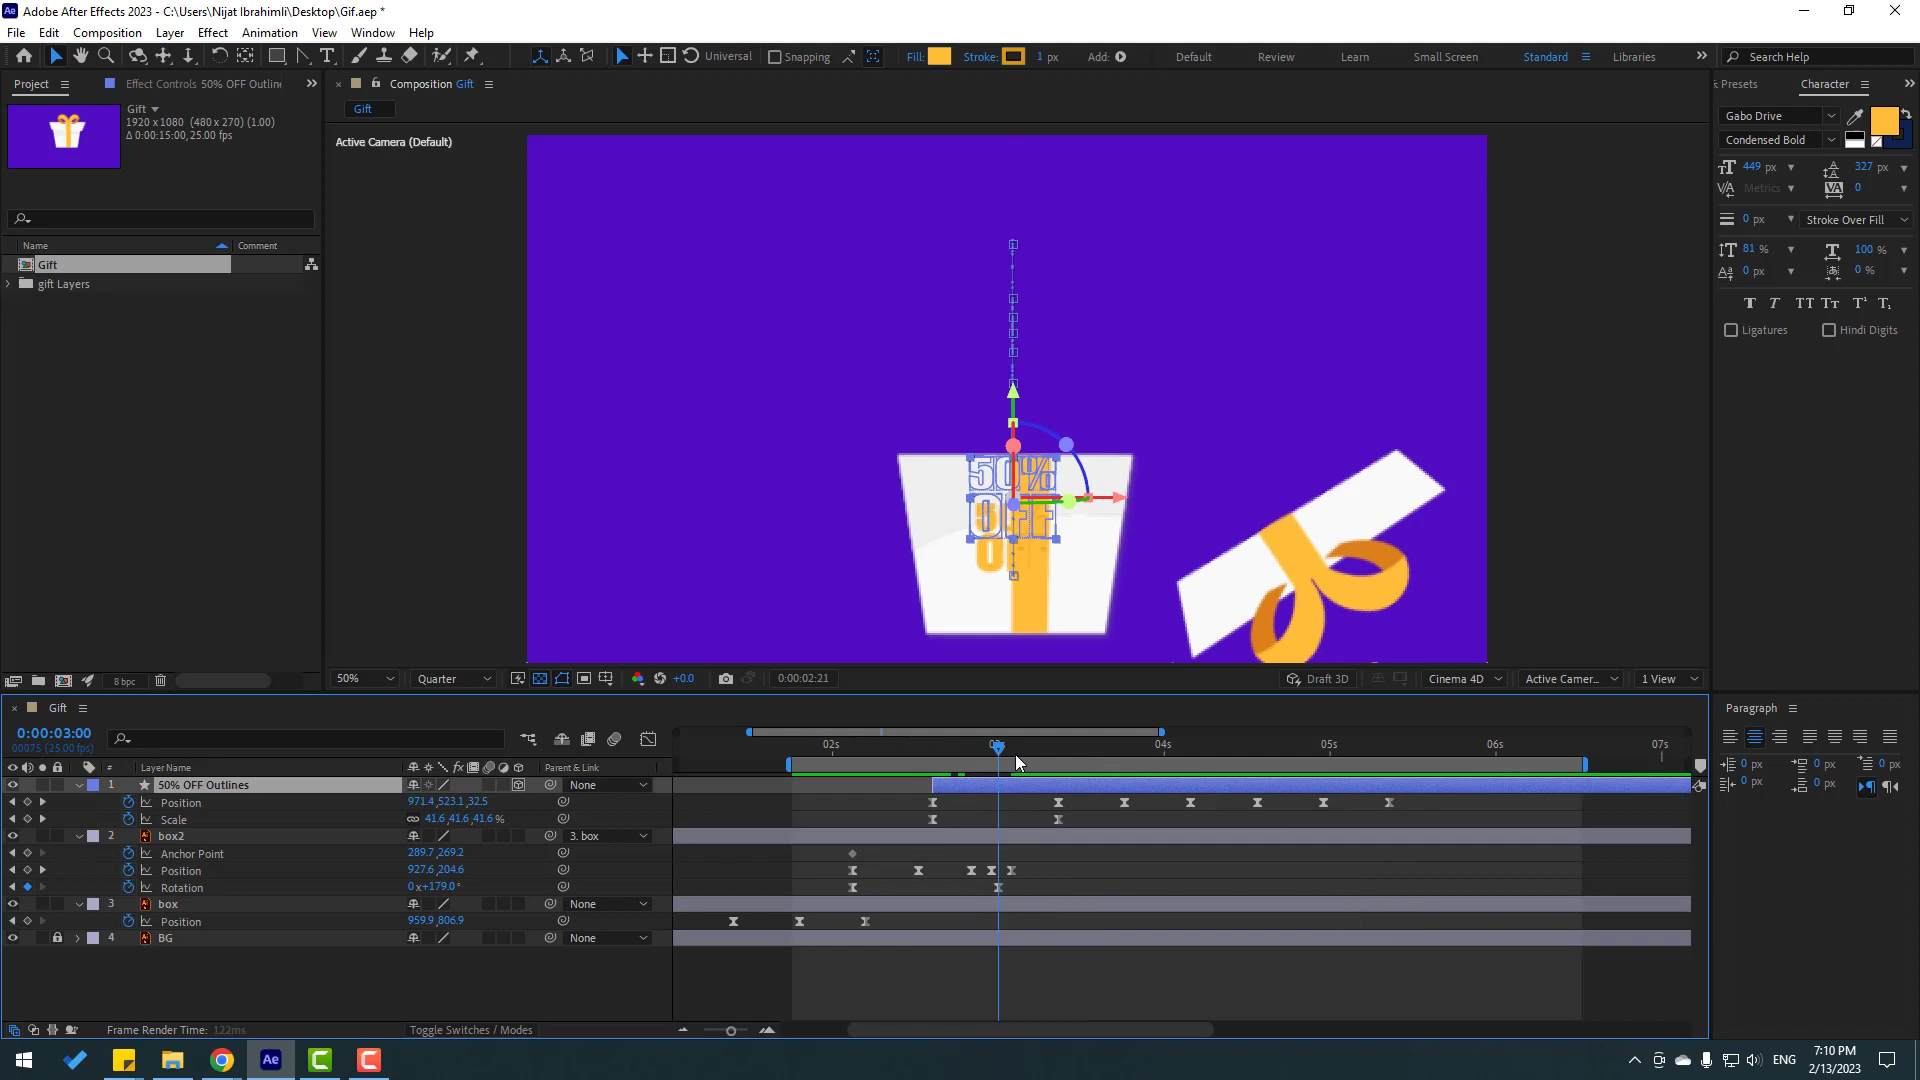 Adobe After Effects 2023 - C:\Users\Nijat Ibrahimli\Desktop\Gif.aep *
File Edit Composition Layer Effect Animation View Window Help
Universal Snapping Fill: Stroke: 1 px Add: Default Review Learn Small Screen Standard Libraries Search Help
Project Effect Controls 50% OFF Outline
Gift
1920 x 1080 (480 x 270) (1.00)
Δ 0:00:15:00, 25.00 fps
Name Comment
Gift
gift Layers
8 bpc
Composition Gift
Gift
Active Camera (Default)
50%
OFF
50% Quarter +0.0 0:00:02:21 Draft 3D Cinema 4D Active Camer... 1 View
Presets Character
Gabo Drive
Condensed Bold
449 px 327 px
Metrics 0
0 px Stroke Over Fill
81 % 100 %
0 px 0 %
Ligatures Hindi Digits
Gift
0:00:03:00
00075 (25.00 fps)
02s 04s 05s 06s 07s
# Layer Name Parent & Link
1 50% OFF Outlines None
Position 971.4,523.1,32.5
Scale 41.6,41.6,41.6%
2 box2 3. box
Anchor Point 289.7,269.2
Position 927.6,204.6
Rotation 0x+179.0°
3 box None
Position 959.9,806.9
4 BG None
Frame Render Time: 122ms Toggle Switches / Modes
Paragraph
0 px 0 px 0 px
0 px 0 px
ENG
7:10 PM
2/13/2023